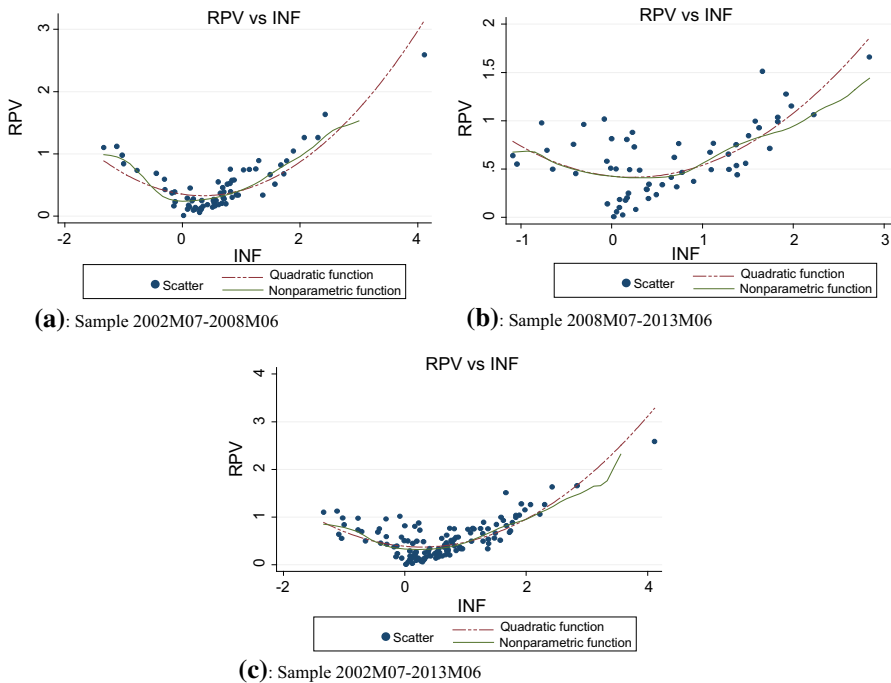 RPV vs INF
3
2
1
0
RPV
-2
0
2
4
INF
Scatter
Quadratic function
Nonparametric function
(a): Sample 2002M07-2008M06
RPV vs INF
2
1.5
1
.5
0
RPV
-1
0
1
2
3
INF
Scatter
Quadratic function
Nonparametric function
(b): Sample 2008M07-2013M06
RPV vs INF
4
3
2
1
0
RPV
-2
0
2
4
INF
Scatter
Quadratic function
Nonparametric function
(c): Sample 2002M07-2013M06